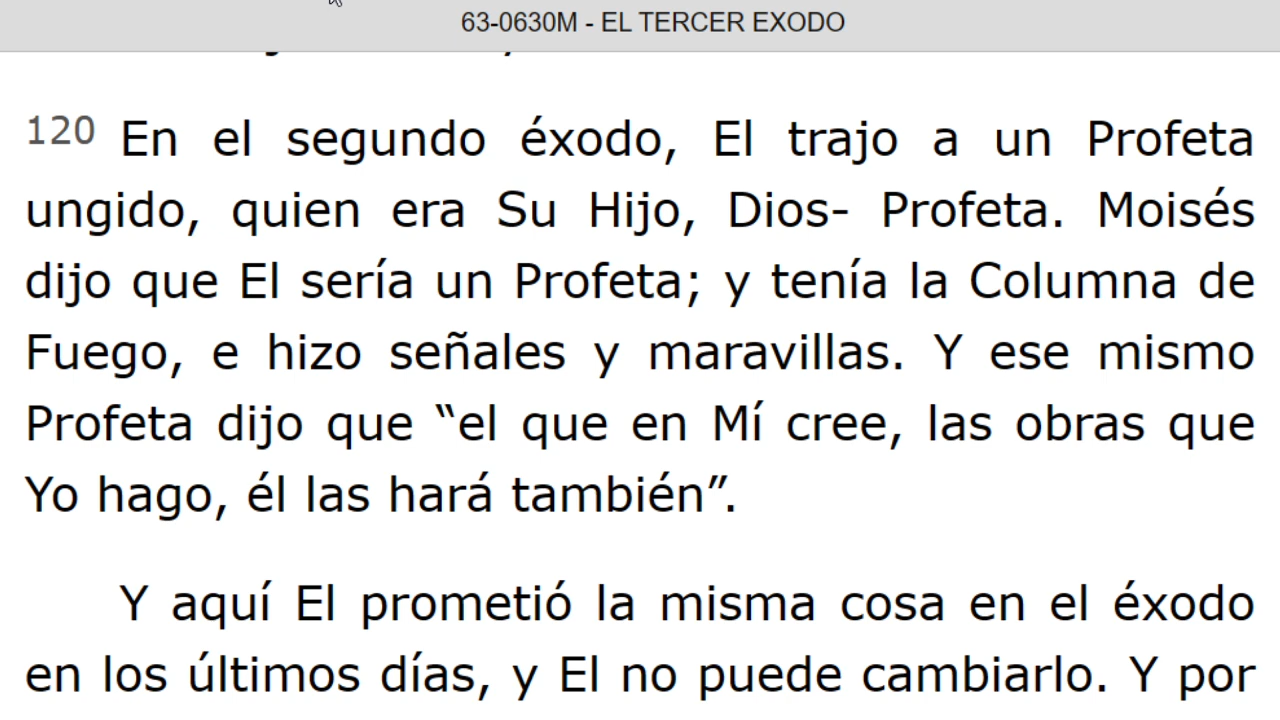 63-0630M - EL TERCER EXODO
120 En el segundo éxodo, El trajo a un Profeta
ungido, quien era Su Hijo, Dios- Profeta. Moisés
dijo que El sería un Profeta; y tenía la Columna de
Fuego, e hizo señales y maravillas. Y ese mismo
Profeta dijo que “el que en Mí cree, las obras que
Yo hago, él las hará también”.
Y aquí El prometió la misma cosa en el éxodo
en los últimos días, y El no puede cambiarlo. Y por